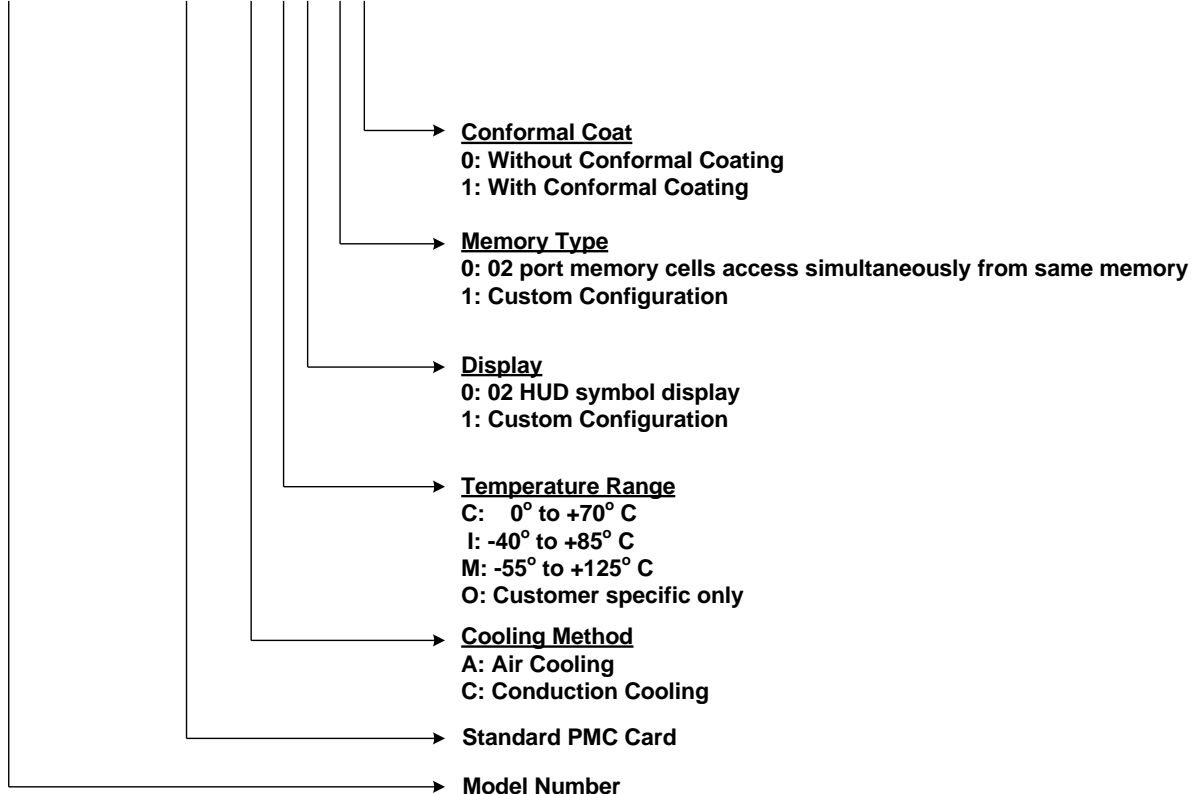 Conformal Coat
0: Without Conformal Coating
1: With Conformal Coating
Memory Type
0: 02 port memory cells access simultaneously from same memory
1: Custom Configuration
Display
0: 02 HUD symbol display
1: Custom Configuration
Temperature Range
C: 0° to +70° C
I: -40° to +85° C
M: -55° to +125° C
O: Customer specific only
Cooling Method
A: Air Cooling
C: Conduction Cooling
Standard PMC Card
Model Number